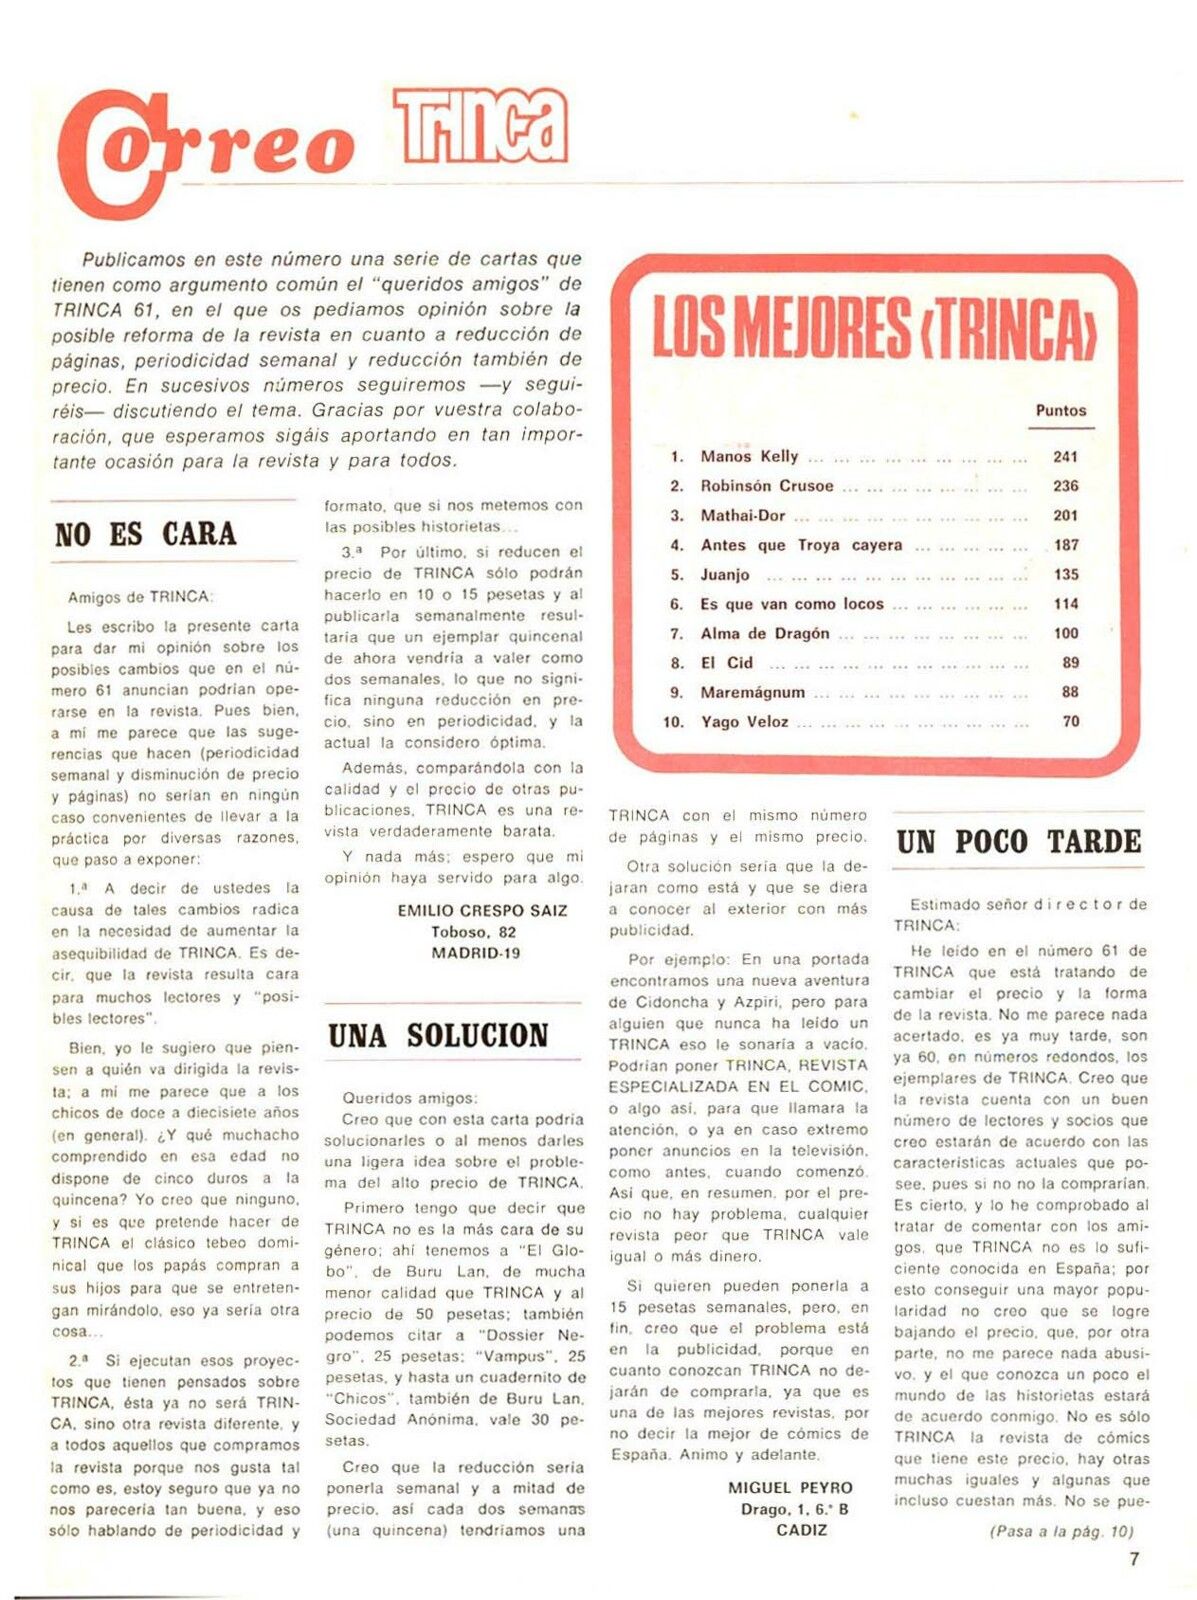 Correo TRINCA
Publicamos en este número una serie de cartas que
tienen como argumento común el "queridos amigos" de
TRINCA 61, en el que os pedíamos opinión sobre la
posible reforma de la revista en cuanto a reducción de
páginas, periodicidad semanal y reducción también de
precio. En sucesivos números seguiremos —y segui-
réis— discutiendo el tema. Gracias por vuestra colabo-
ración, que esperamos sigáis aportando en tan impor-
tante ocasión para la revista y para todos.
LOS MEJORES «TRINCA»
Puntos
1. Manos Kelly ... ... ... ... ... ... ... ... ... 241
2. Robinsón Crusoe ... ... ... ... ... ... ... ... 236
3. Mathai-Dor ... ... ... ... ... ... ... ... ... ... 201
4. Antes que Troya cayera ... ... ... ... ... 187
5. Juanjo ... ... ... ... ... ... ... ... ... ... ... 135
6. Es que van como locos ... ... ... ... ... ... 114
7. Alma de Dragón ... ... ... ... ... ... ... ... 100
8. El Cid ... ... ... ... ... ... ... ... ... ... ... 89
9. Maremágnum ... ... ... ... ... ... ... ... ... 88
10. Yago Veloz ... ... ... ... ... ... ... ... ... ... 70
NO ES CARA
Amigos de TRINCA:
Les escribo la presente carta
para dar mi opinión sobre los
posibles cambios que en el nú-
mero 61 anuncian podrían ope-
rarse en la revista. Pues bien,
a mí me parece que las suge-
rencias que hacen (periodicidad
semanal y disminución de precio
y páginas) no serían en ningún
caso convenientes de llevar a la
práctica por diversas razones,
que paso a exponer:
1.ª A decir de ustedes la
causa de tales cambios radica
en la necesidad de aumentar la
asequibilidad de TRINCA. Es de-
cir, que la revista resulta cara
para muchos lectores y "posi-
bles lectores".
Bien, yo le sugiero que pien-
sen a quién va dirigida la revis-
ta; a mí me parece que a los
chicos de doce a diecisiete años
(en general). ¿Y qué muchacho
comprendido en esa edad no
dispone de cinco duros a la
quincena? Yo creo que ninguno,
y si es que pretende hacer de
TRINCA el clásico tebeo domi-
nical que los papás compran a
sus hijos para que se entreten-
gan mirándolo, eso ya sería otra
cosa...
2.ª Si ejecutan esos proyec-
tos que tienen pensados sobre
TRINCA, ésta ya no será TRIN-
CA, sino otra revista diferente, y
a todos aquellos que compramos
la revista porque nos gusta tal
como es, estoy seguro que ya no
nos parecería tan buena, y eso
sólo hablando de periodicidad y
formato, que si nos metemos con
las posibles historietas...
3.ª Por último, si reducen el
precio de TRINCA sólo podrán
hacerlo en 10 o 15 pesetas y al
publicarla semanalmente resul-
taría que un ejemplar quincenal
de ahora vendría a valer como
dos semanales, lo que no signi-
fica ninguna reducción en pre-
cio, sino en periodicidad, y la
actual la considero óptima.
Además, comparándola con la
calidad y el precio de otras pu-
blicaciones, TRINCA es una re-
vista verdaderamente barata.
Y nada más; espero que mi
opinión haya servido para algo.
EMILIO CRESPO SAIZ
Toboso, 82
MADRID-19
UNA SOLUCION
Queridos amigos:
Creo que con esta carta podría
solucionarles o al menos darles
una ligera idea sobre el proble-
ma del alto precio de TRINCA.
Primero tengo que decir que
TRINCA no es la más cara de su
género; ahí tenemos a "El Glo-
bo", de Buru Lan, de mucha
menor calidad que TRINCA y al
precio de 50 pesetas; también
podemos citar a "Dossier Ne-
gro", 25 pesetas; "Vampus", 25
pesetas, y hasta un cuadernito de
"Chicos", también de Buru Lan,
Sociedad Anónima, vale 30 pe-
setas.
Creo que la reducción sería
ponerla semanal y a mitad de
precio, así cada dos semanas
(una quincena) tendríamos una
TRINCA con el mismo número
de páginas y el mismo precio.
Otra solución sería que la de-
jaran como está y que se diera
a conocer al exterior con más
publicidad.
Por ejemplo: En una portada
encontramos una nueva aventura
de Cidoncha y Azpiri, pero para
alguien que nunca ha leído un
TRINCA eso le sonaría a vacío.
Podrían poner TRINCA, REVISTA
ESPECIALIZADA EN EL COMIC,
o algo así, para que llamara la
atención, o ya en caso extremo
poner anuncios en la televisión,
como antes, cuando comenzó.
Así que, en resumen, por el pre-
cio no hay problema, cualquier
revista peor que TRINCA vale
igual o más dinero.
Si quieren pueden ponerla a
15 pesetas semanales, pero, en
fin, creo que el problema está
en la publicidad, porque en
cuanto conozcan TRINCA no de-
jarán de comprarla, ya que es
una de las mejores revistas, por
no decir la mejor de cómics de
España. Animo y adelante.
MIGUEL PEYRO
Drago, 1, 6.º B
CADIZ
UN POCO TARDE
Estimado señor director de
TRINCA:
He leído en el número 61 de
TRINCA que está tratando de
cambiar el precio y la forma
de la revista. No me parece nada
acertado, es ya muy tarde, son
ya 60, en números redondos, los
ejemplares de TRINCA. Creo que
la revista cuenta con un buen
número de lectores y socios que
creo estarán de acuerdo con las
características actuales que po-
see, pues si no no la comprarían.
Es cierto, y lo he comprobado al
tratar de comentar con los ami-
gos, que TRINCA no es lo sufi-
ciente conocida en España; por
esto conseguir una mayor popu-
laridad no creo que se logre
bajando el precio, que, por otra
parte, no me parece nada abusi-
vo, y el que conozca un poco el
mundo de las historietas estará
de acuerdo conmigo. No es sólo
TRINCA la revista de cómics
que tiene este precio, hay otras
muchas iguales y algunas que
incluso cuestan más. No se pue-
(Pasa a la pág. 10)
7